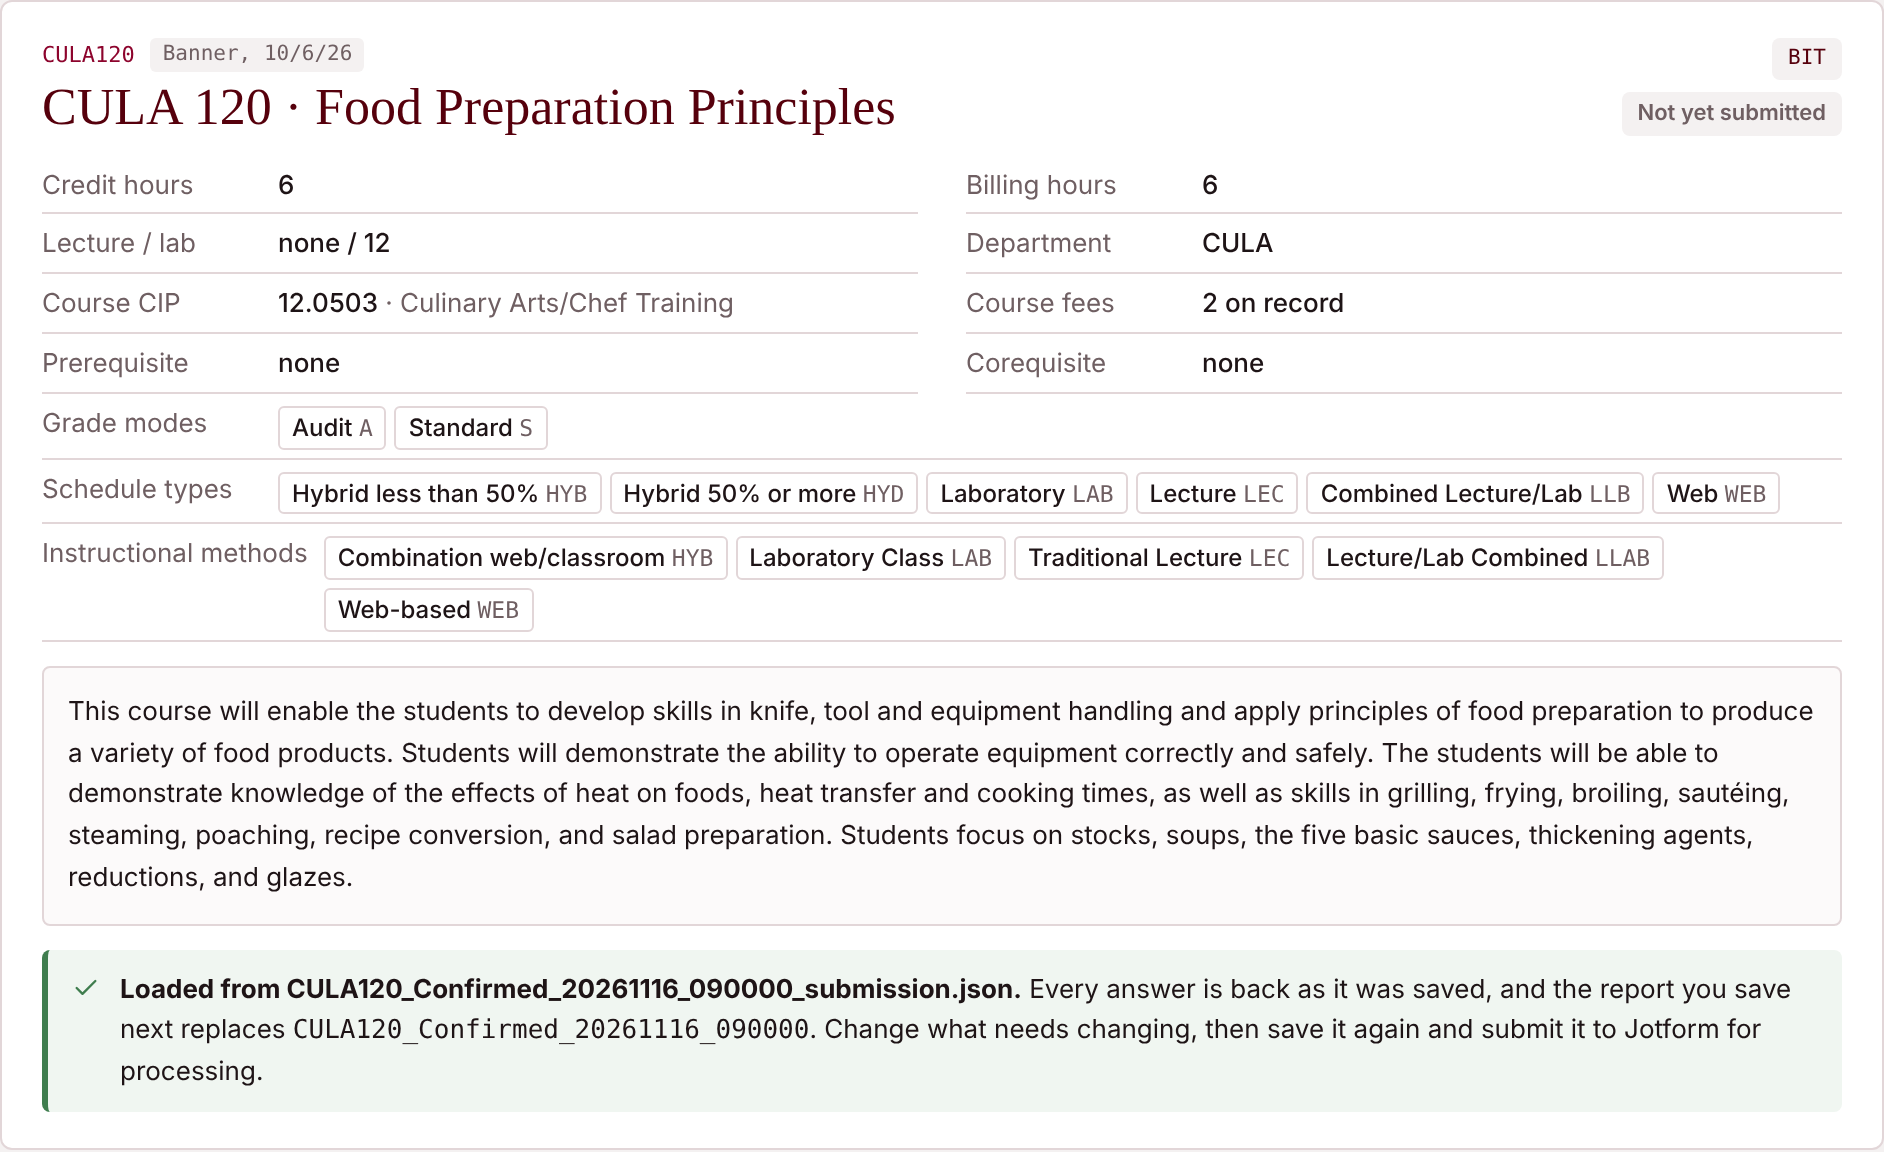 CULA120 Banner, 10/6/26 BIT
CULA 120 · Food Preparation Principles
Not yet submitted
Credit hours 6 Billing hours 6
Lecture / lab none / 12 Department CULA
Course CIP 12.0503 · Culinary Arts/Chef Training Course fees 2 on record
Prerequisite none Corequisite none
Grade modes Audit A Standard S
Schedule types Hybrid less than 50% HYB Hybrid 50% or more HYD Laboratory LAB Lecture LEC Combined Lecture/Lab LLB Web WEB
Instructional methods Combination web/classroom HYB Laboratory Class LAB Traditional Lecture LEC Lecture/Lab Combined LLAB
Web-based WEB
This course will enable the students to develop skills in knife, tool and equipment handling and apply principles of food preparation to produce
a variety of food products. Students will demonstrate the ability to operate equipment correctly and safely. The students will be able to
demonstrate knowledge of the effects of heat on foods, heat transfer and cooking times, as well as skills in grilling, frying, broiling, sautéing,
steaming, poaching, recipe conversion, and salad preparation. Students focus on stocks, soups, the five basic sauces, thickening agents,
reductions, and glazes.
Loaded from CULA120_Confirmed_20261116_090000_submission.json. Every answer is back as it was saved, and the report you save
next replaces CULA120_Confirmed_20261116_090000. Change what needs changing, then save it again and submit it to Jotform for
processing.